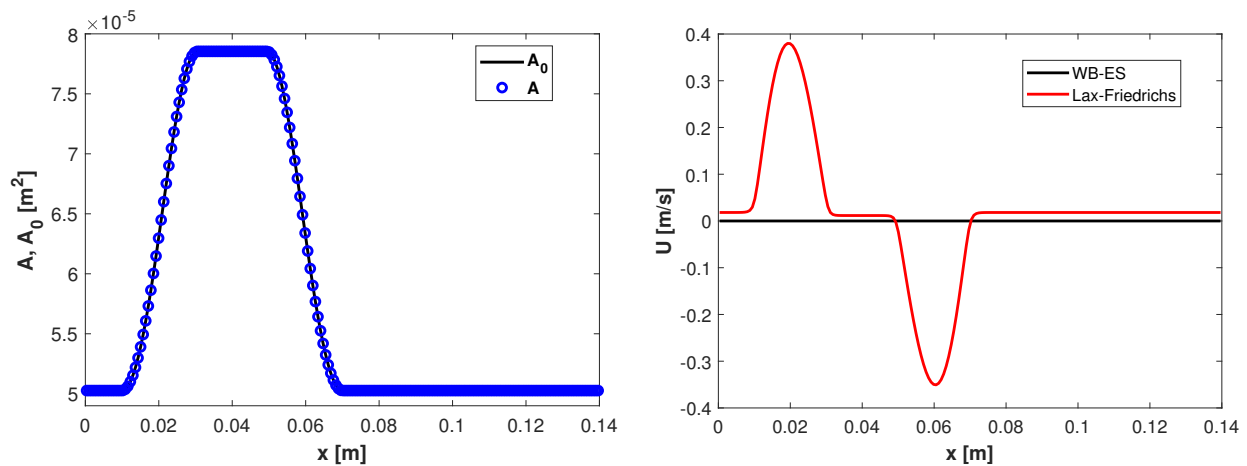 ×10⁻⁵
8
7.5
7
6.5
6
5.5
5
A, A₀ [m²]
0 0.02 0.04 0.06 0.08 0.1 0.12 0.14
x [m]
A₀
A
0.4
0.3
0.2
0.1
0
-0.1
-0.2
-0.3
-0.4
U [m/s]
0 0.02 0.04 0.06 0.08 0.1 0.12 0.14
x [m]
WB-ES
Lax-Friedrichs